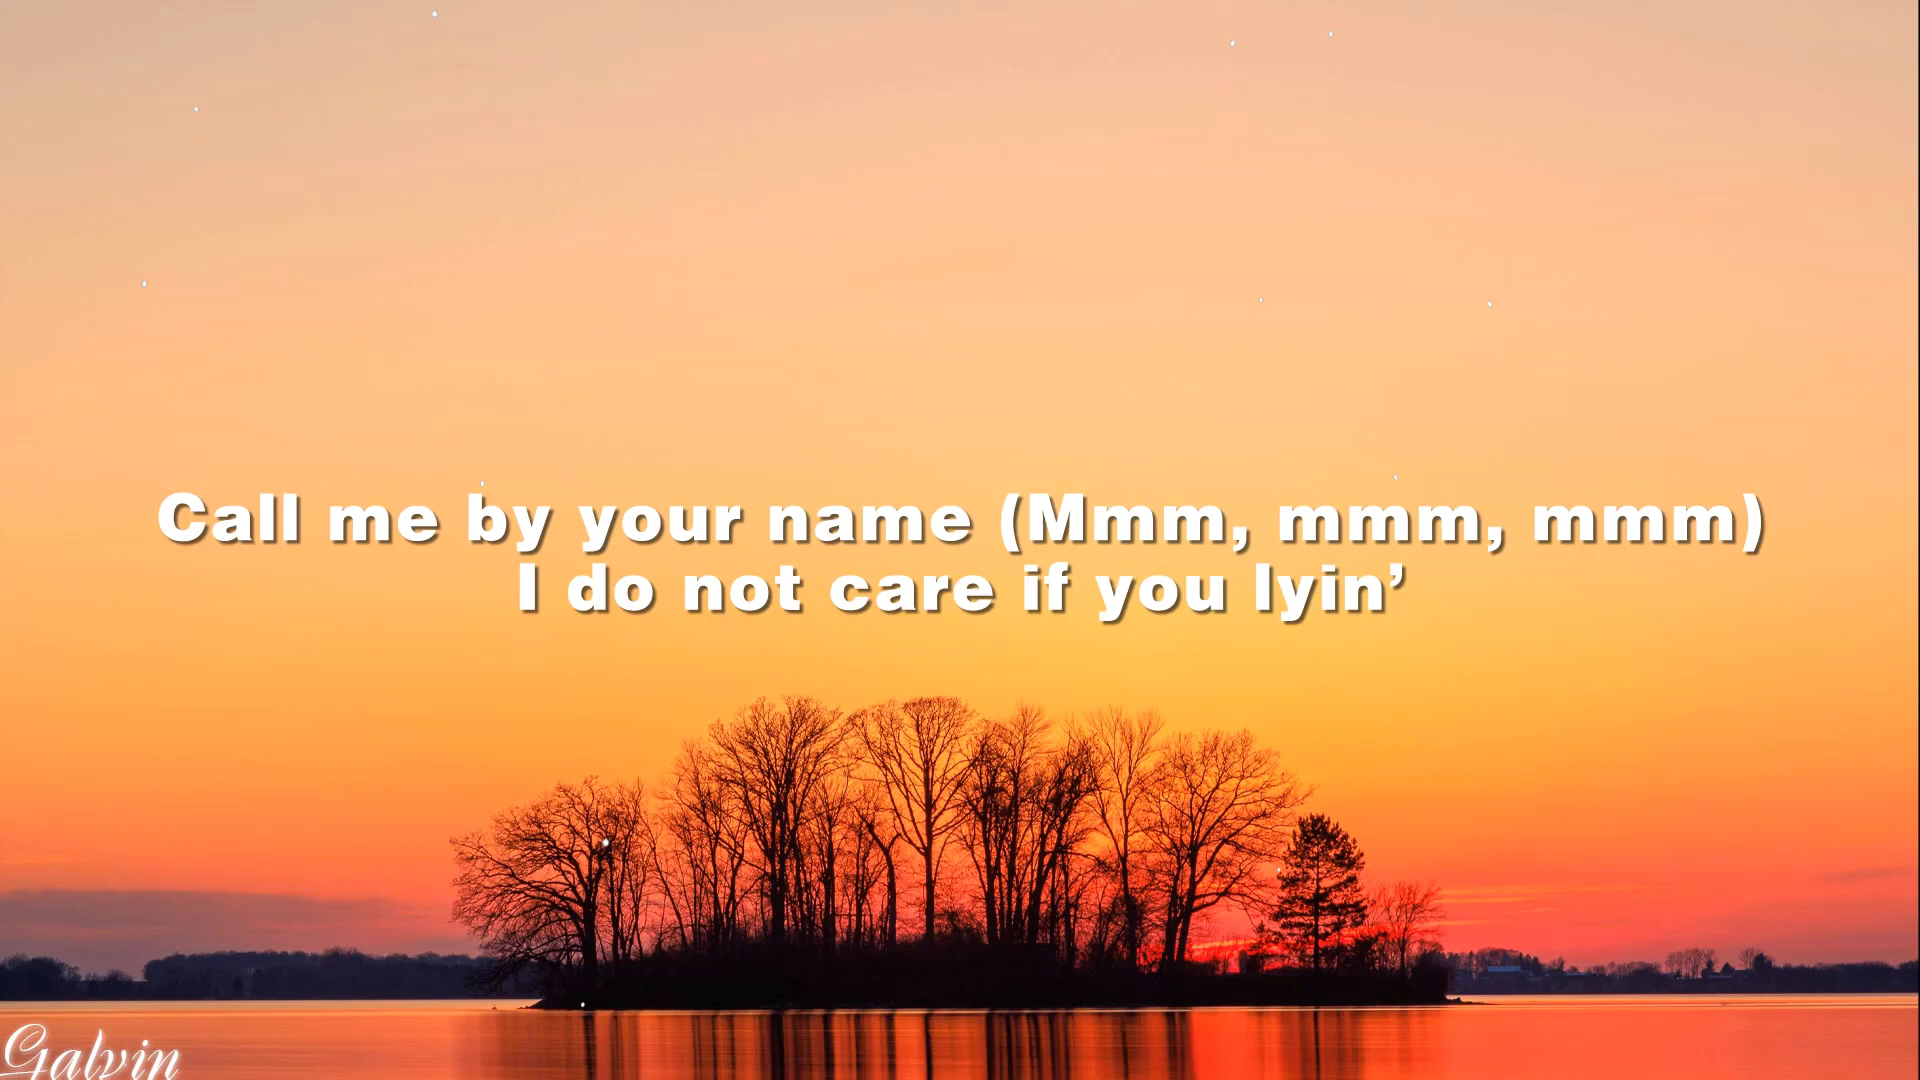 Call me by your name (Mmm, mmm, mmm)
I do not care if you lyin’
Galvin